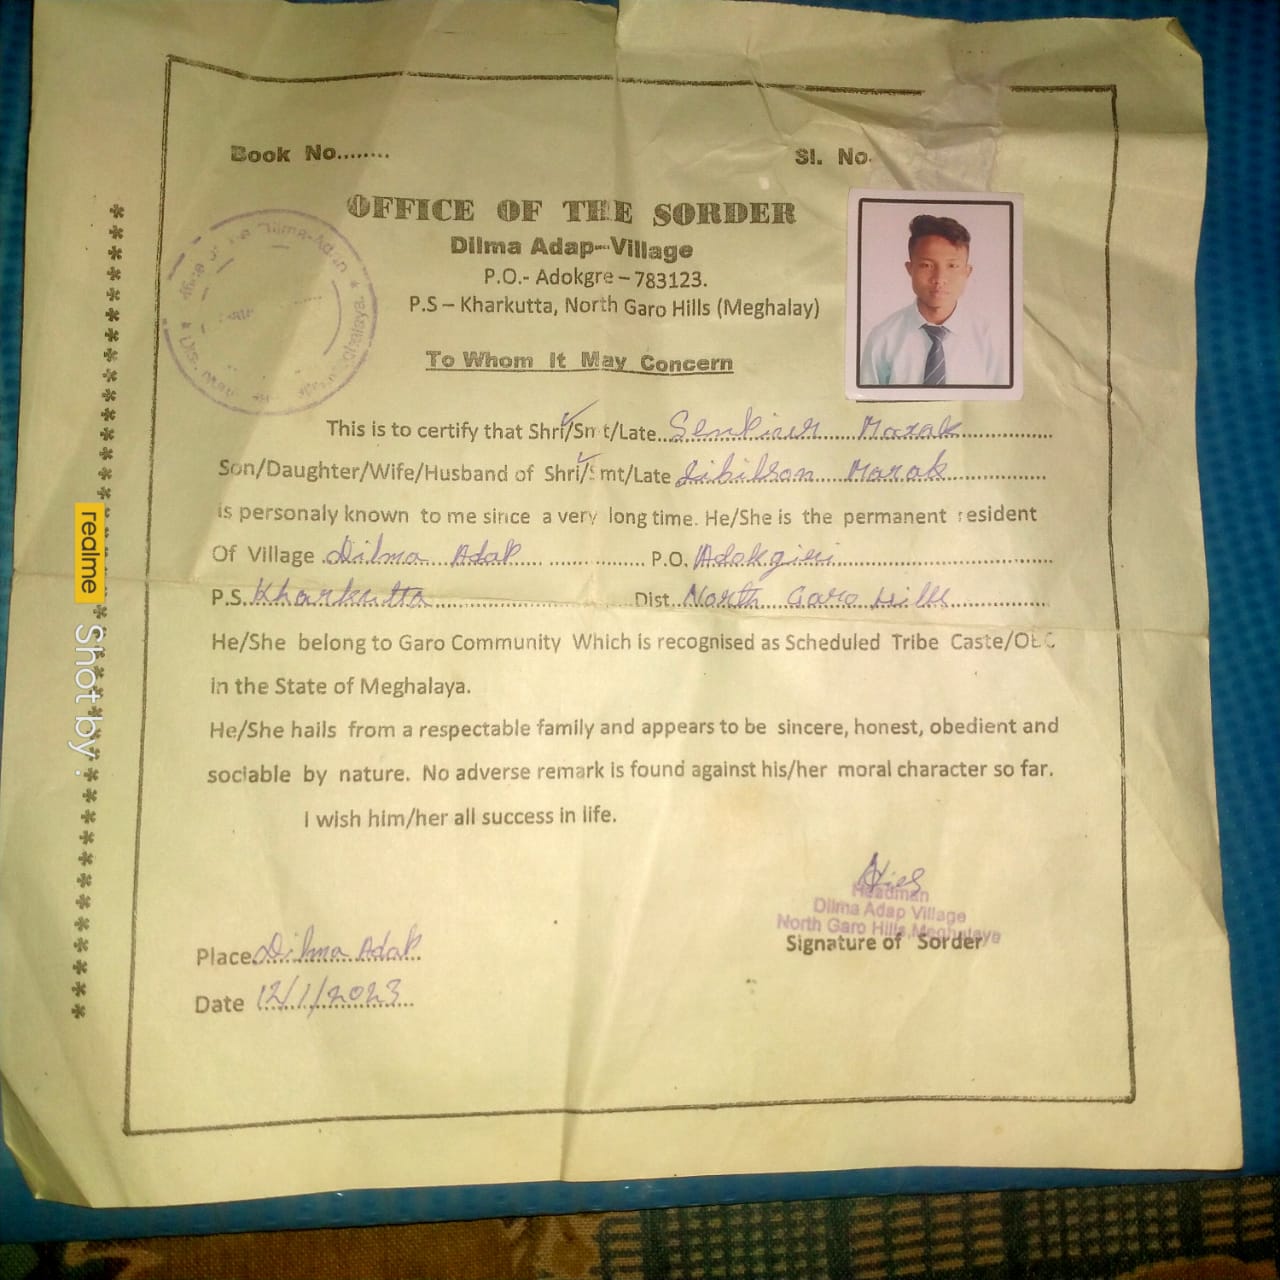 Book No........
Sl. No.
OFFICE OF THE SORDER
Dilma Adap-Village
P.O.- Adokgre – 783123.
P.S – Kharkutta, North Garo Hills (Meghalay)
To Whom It May Concern
This is to certify that Shri/Smt/Late.. Marak
Son/Daughter/Wife/Husband of Shri/Smt/Late Marak
is personaly known to me since a very long time. He/She is the permanent resident
Of Village Dilma Adap P.O. Adokgiri
P.S. Kharkutta Dist. North Garo Hills
He/She belong to Garo Community Which is recognised as Scheduled Tribe Caste/OBC
in the State of Meghalaya.
He/She hails from a respectable family and appears to be sincere, honest, obedient and
sociable by nature. No adverse remark is found against his/her moral character so far.
I wish him/her all success in life.
Headman
Dilma Adap Village
North Garo Hills, Meghalaya
Signature of Sorder
Place Dilma Adap
Date 12/1/2023
realme Shot by :